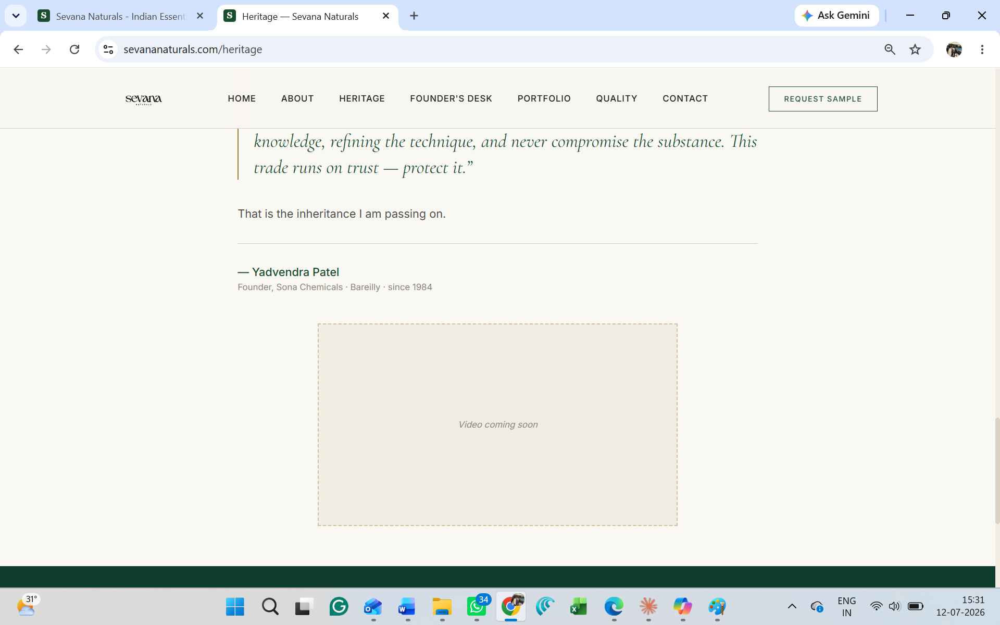 Sevana Naturals - Indian Essent
Heritage — Sevana Naturals
Ask Gemini
sevananaturals.com/heritage
sevana
NATURALS
HOME
ABOUT
HERITAGE
FOUNDER'S DESK
PORTFOLIO
QUALITY
CONTACT
REQUEST SAMPLE
knowledge, refining the technique, and never compromise the substance. This
trade runs on trust — protect it.”
That is the inheritance I am passing on.
— Yadvendra Patel
Founder, Sona Chemicals · Bareilly · since 1984
Video coming soon
31°
34
ENG
IN
15:31
12-07-2026